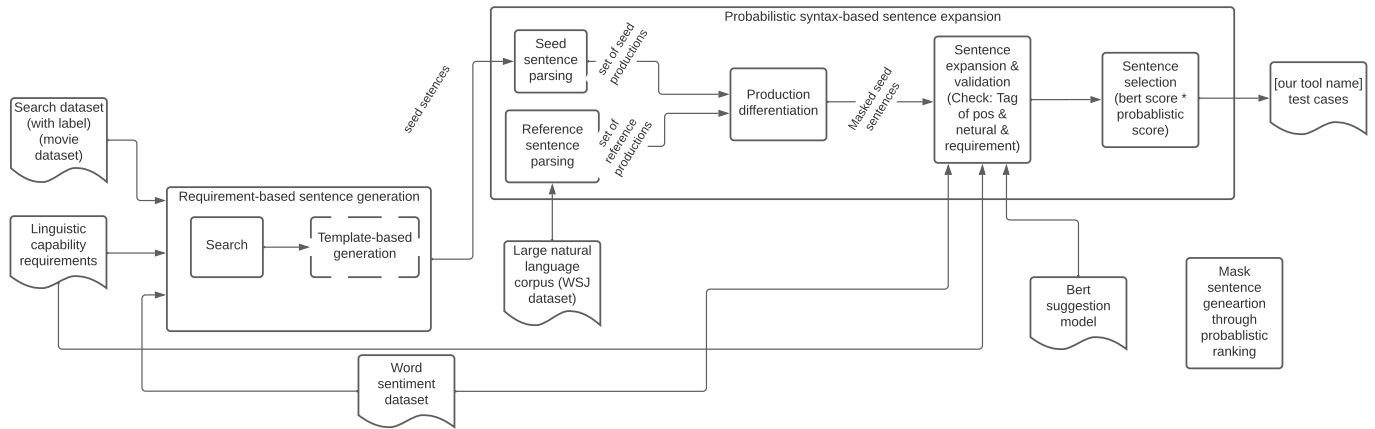 Probabilistic syntax-based sentence expansion
Seed
sentence
parsing
set of seed
productions
Sentence
expansion &
validation
(Check: Tag
of pos &
netural &
requirement)
Sentence
selection
(bert score *
probablistic
score)
[our tool name]
test cases
seed setences
Production
differentiation
Masked seed
sentences
Search dataset
(with label)
(movie
dataset)
Reference
sentence
parsing
set of
reference
productions
Requirement-based sentence generation
Linguistic
capability
requirements
Search
Template-based
generation
Large natural
language
corpus (WSJ
dataset)
Bert
suggestion
model
Mask
sentence
geneartion
through
probablistic
ranking
Word
sentiment
dataset